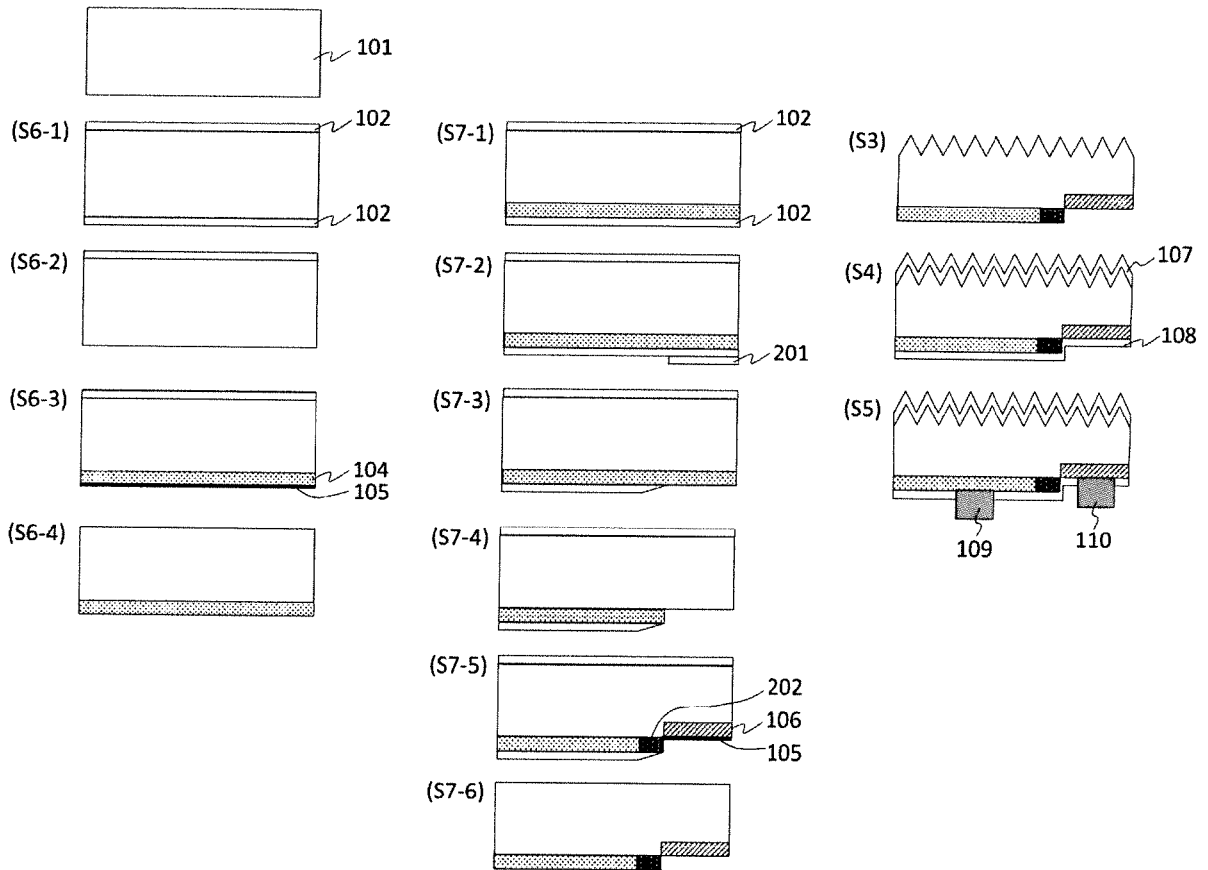 101
(S6-1)
102
102
(S6-2)
(S6-3)
104
105
(S6-4)
(S7-1)
102
102
(S7-2)
201
(S7-3)
(S7-4)
(S7-5)
202
106
105
(S7-6)
(S3)
(S4)
107
108
(S5)
109
110